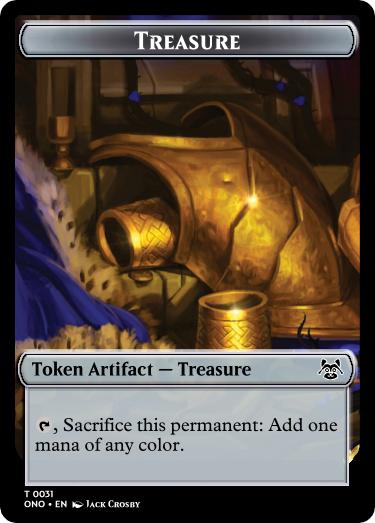 Treasure
Token Artifact — Treasure
, Sacrifice this permanent: Add one
mana of any color.
T 0031
ONO • EN Jack Crosby